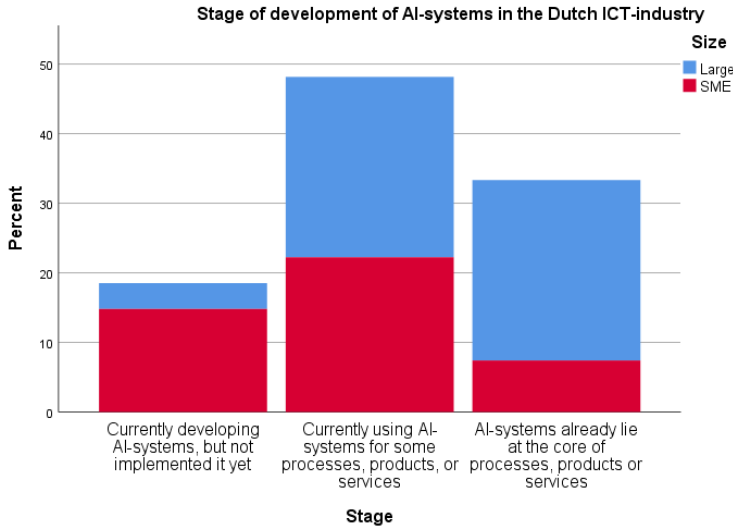 Stage of development of AI-systems in the Dutch ICT-industry
Size
Large
SME
Percent
50
40
30
20
10
0
Currently developing
AI-systems, but not
implemented it yet
Currently using AI-
systems for some
processes, products, or
services
AI-systems already lie
at the core of
processes, products or
services
Stage